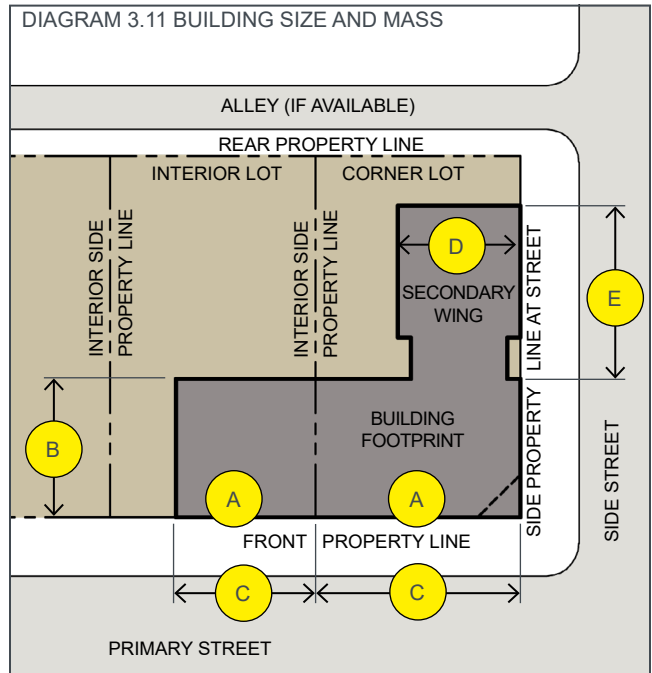 DIAGRAM 3.11 BUILDING SIZE AND MASS
ALLEY (IF AVAILABLE)
REAR PROPERTY LINE
INTERIOR LOT
CORNER LOT
INTERIOR SIDE
PROPERTY LINE
INTERIOR SIDE
PROPERTY LINE
D
SECONDARY
WING
E
SIDE PROPERTY LINE AT STREET
SIDE STREET
B
BUILDING
FOOTPRINT
A
A
FRONT PROPERTY LINE
C
C
PRIMARY STREET